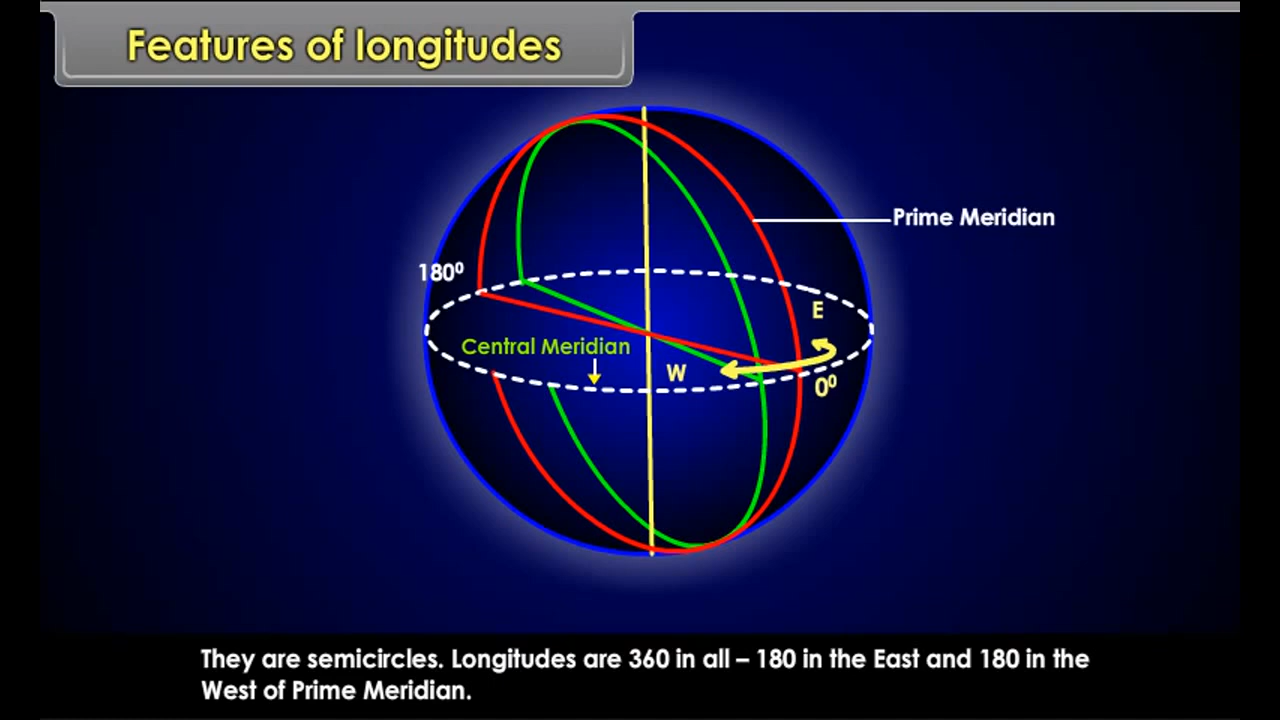 Features of longitudes
Prime Meridian
180⁰
E
Central Meridian
W
0⁰
They are semicircles. Longitudes are 360 in all – 180 in the East and 180 in the
West of Prime Meridian.